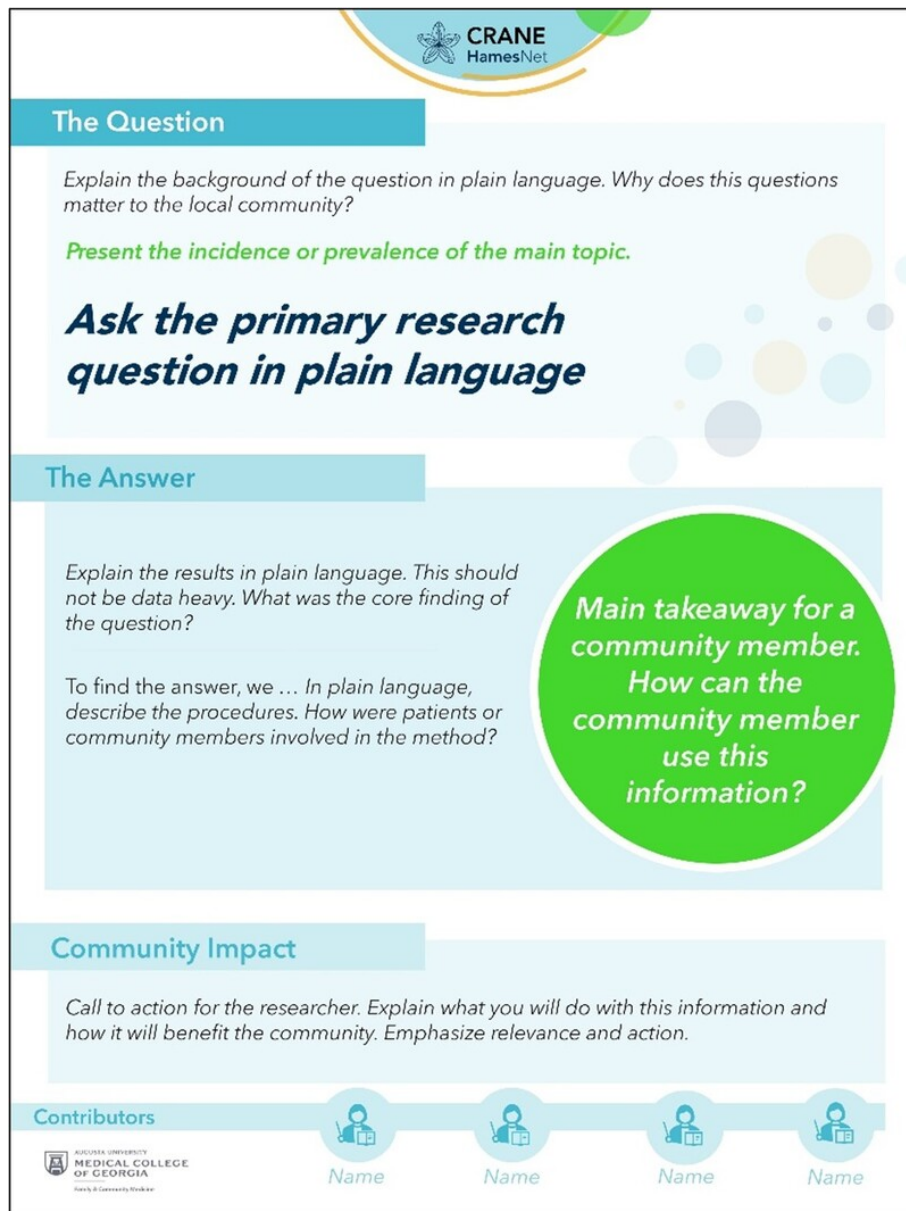 CRANE
HamesNet
The Question
Explain the background of the question in plain language. Why does this questions
matter to the local community?
Present the incidence or prevalence of the main topic.
Ask the primary research
question in plain language
The Answer
Explain the results in plain language. This should
not be data heavy. What was the core finding of
the question?
To find the answer, we … In plain language,
describe the procedures. How were patients or
community members involved in the method?
Main takeaway for a
community member.
How can the
community member
use this
information?
Community Impact
Call to action for the researcher. Explain what you will do with this information and
how it will benefit the community. Emphasize relevance and action.
Contributors
AUGUSTA UNIVERSITY
MEDICAL COLLEGE
OF GEORGIA
Family & Community Medicine
Name
Name
Name
Name